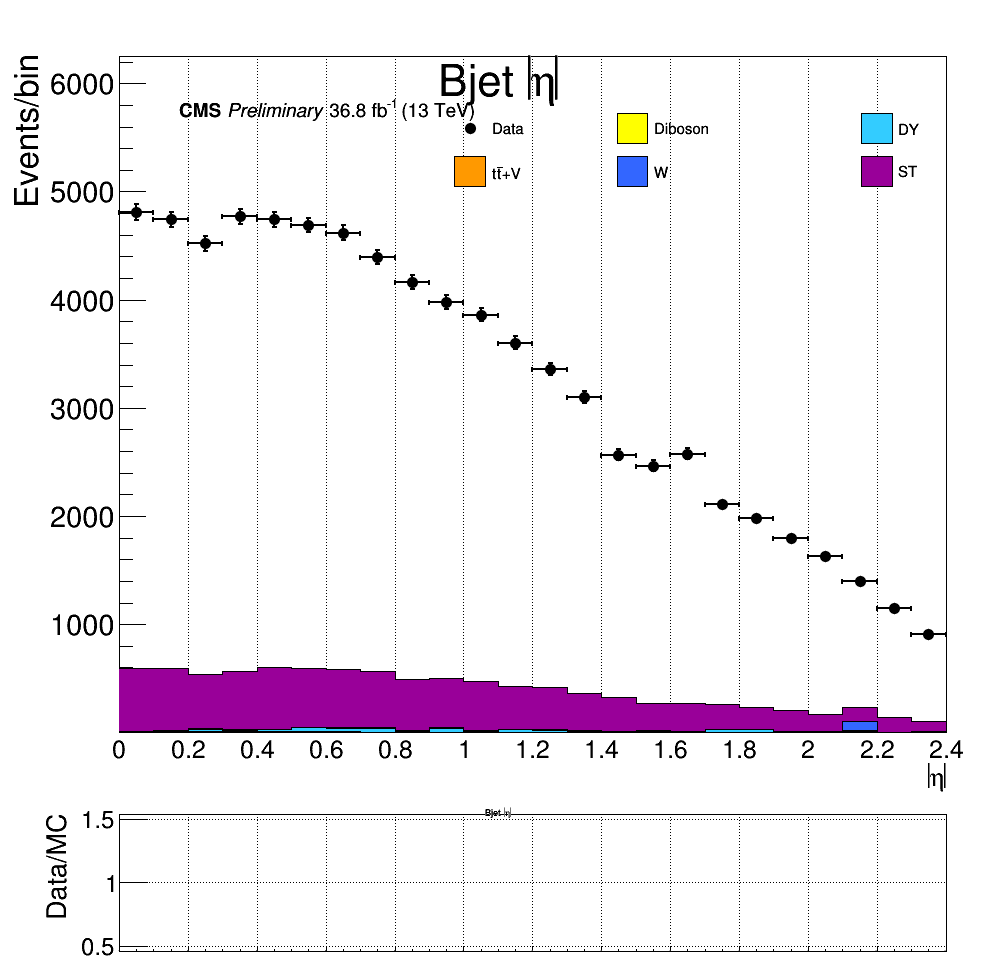 Bjet |η|
CMS Preliminary 36.8 fb⁻¹ (13 TeV)
Data
Diboson
DY
tt̄+V
W
ST
Events/bin
6000
5000
4000
3000
2000
1000
0 0.2 0.4 0.6 0.8 1 1.2 1.4 1.6 1.8 2 2.2 2.4
|η|
Bjet |η|
Data/MC
1.5
1
0.5